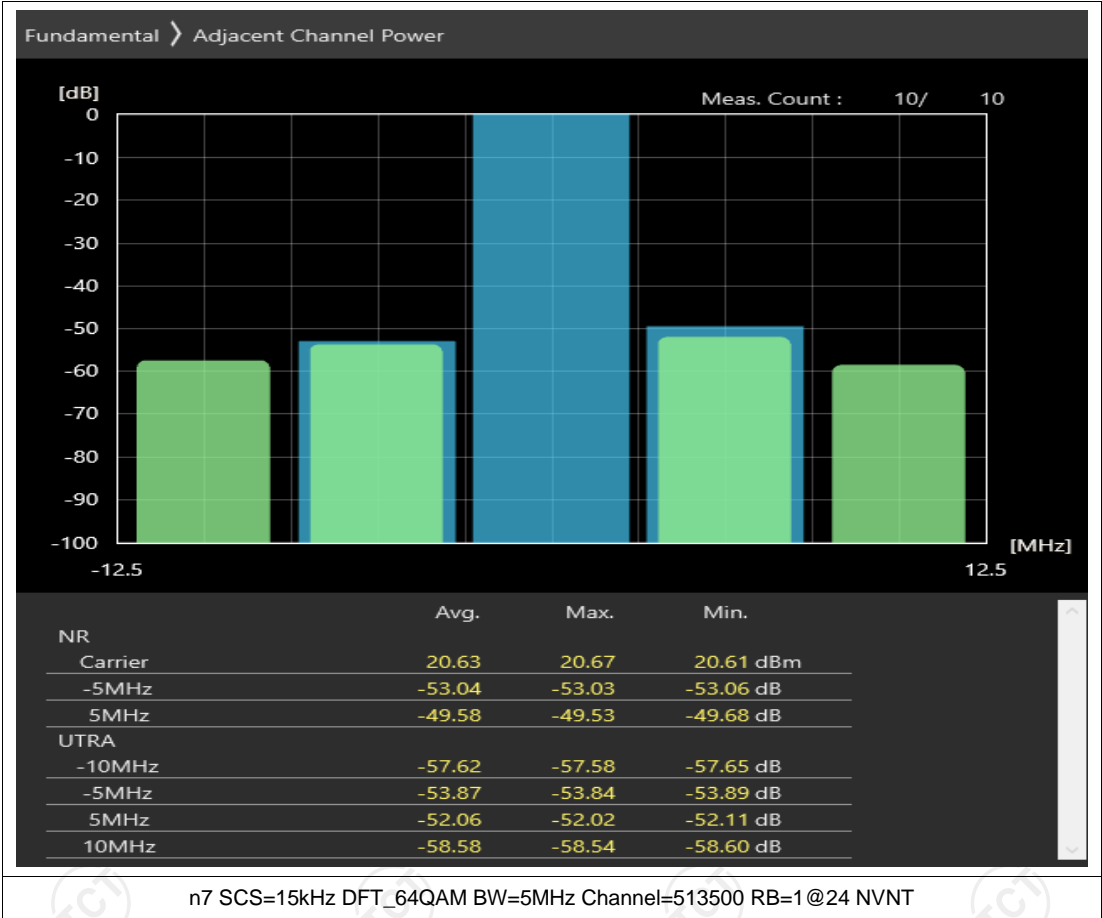 Fundamental 〉 Adjacent Channel Power
[dB]
Meas. Count : 10/ 10
0
-10
-20
-30
-40
-50
-60
-70
-80
-90
-100
[MHz]
-12.5 12.5
Avg. Max. Min.
NR
Carrier 20.63 20.67 20.61 dBm
-5MHz -53.04 -53.03 -53.06 dB
5MHz -49.58 -49.53 -49.68 dB
UTRA
-10MHz -57.62 -57.58 -57.65 dB
-5MHz -53.87 -53.84 -53.89 dB
5MHz -52.06 -52.02 -52.11 dB
10MHz -58.58 -58.54 -58.60 dB
n7 SCS=15kHz DFT_64QAM BW=5MHz Channel=513500 RB=1@24 NVNT
TCT TCT TCT TCT TCT